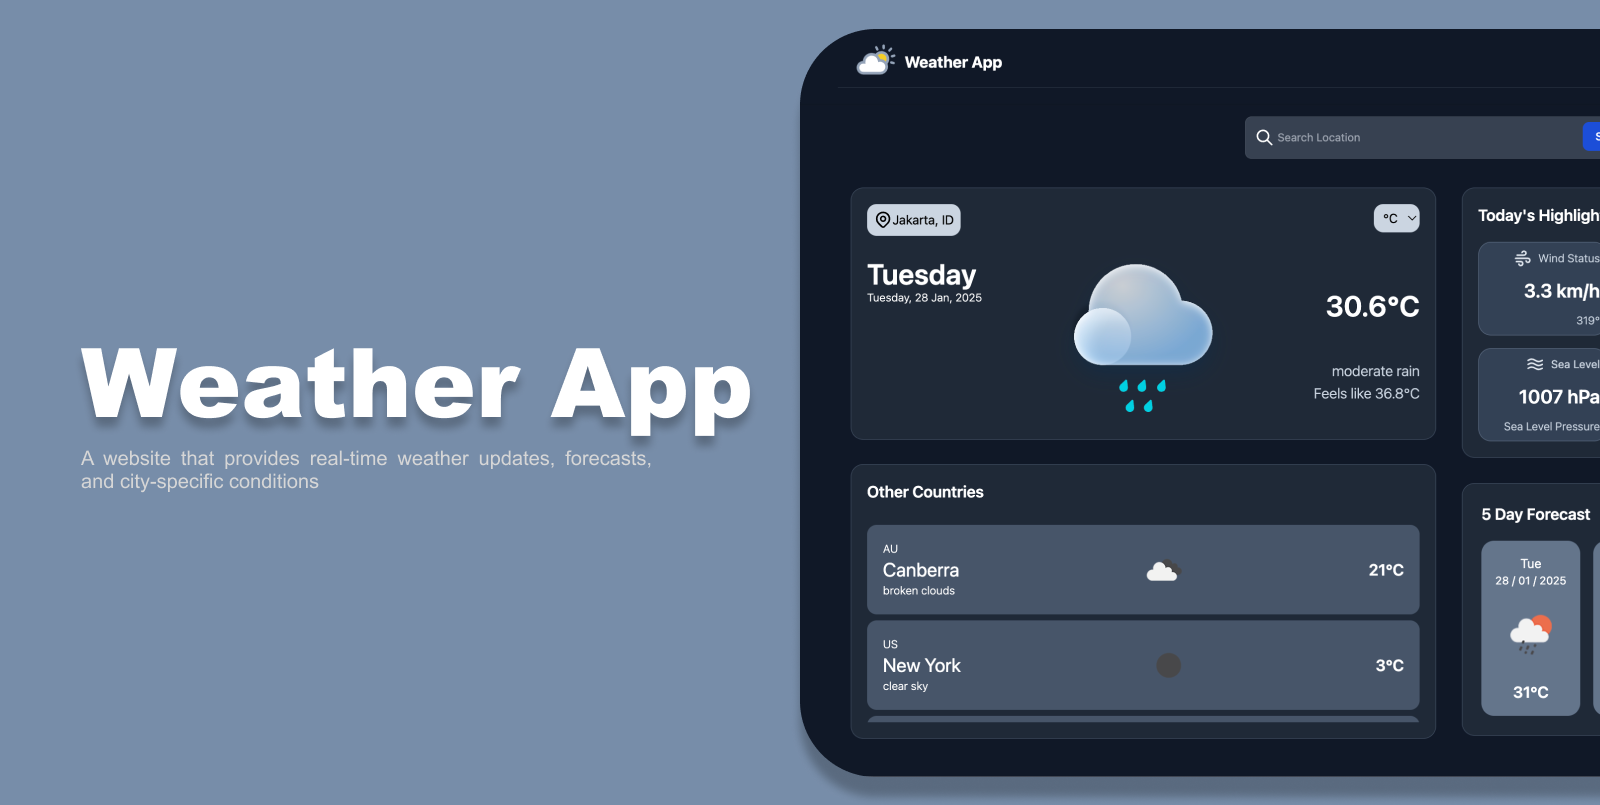 Weather App
A website that provides real-time weather updates, forecasts,
and city-specific conditions
Weather App
Search Location
Jakarta, ID
°C
Tuesday
Tuesday, 28 Jan, 2025
30.6°C
moderate rain
Feels like 36.8°C
Other Countries
AU
Canberra
broken clouds
21°C
US
New York
clear sky
3°C
Today's Highligh
Wind Status
3.3 km/h
319°
Sea Level
1007 hPa
Sea Level Pressure
5 Day Forecast
Tue
28 / 01 / 2025
31°C